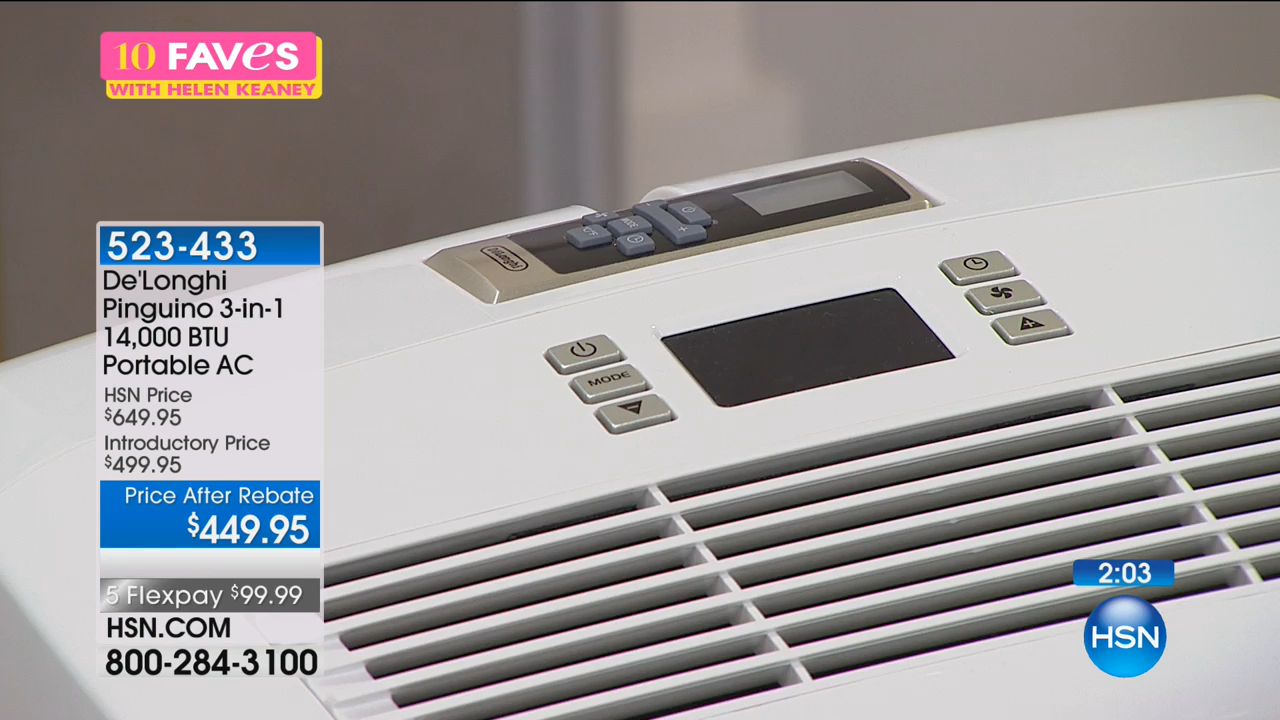 10 FAVES
WITH HELEN KEANEY
523-433
De'Longhi
Pinguino 3-in-1
14,000 BTU
Portable AC
HSN Price
$649.95
Introductory Price
$499.95
Price After Rebate
$449.95
5 Flexpay $99.99
HSN.COM
800-284-3100
DeLonghi
MODE
MODE
2:03
HSN